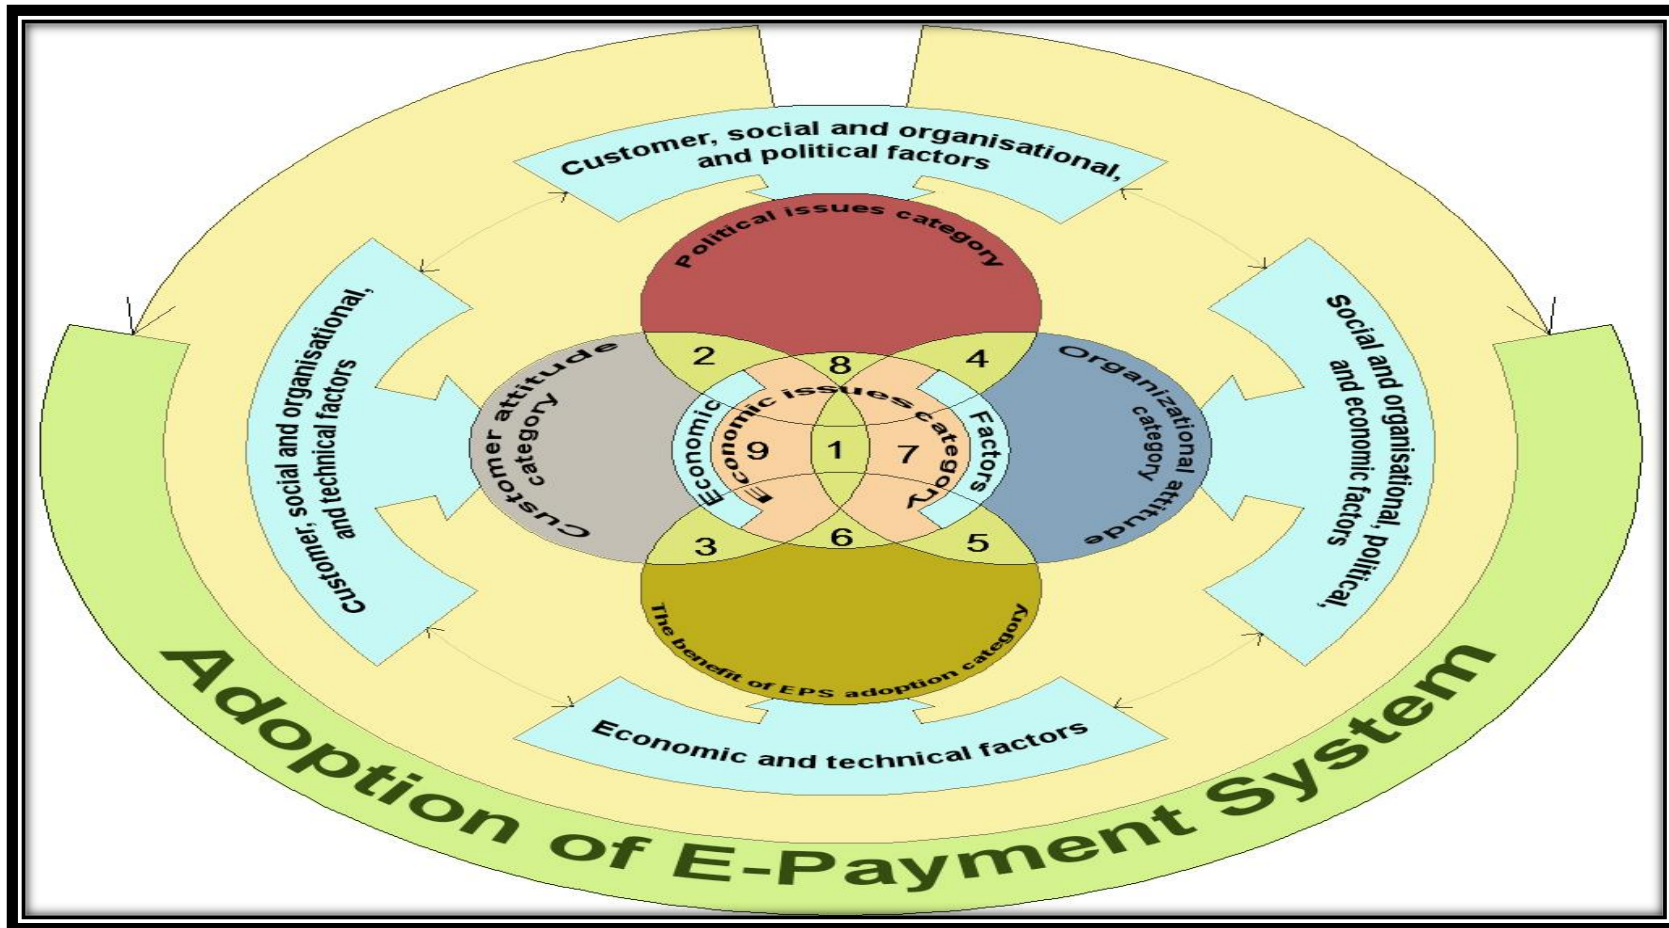 Customer, social and organisational,
and political factors
Political issues category
Customer, social and organisational,
and technical factors
Customer attitude
category
2
8
4
Economic
Economic issues category
Factors
9
1
7
3
6
5
Organizational attitude
category
Social and organisational, political,
and economic factors
The benefit of EPS adoption category
Economic and technical factors
Adoption of E-Payment System